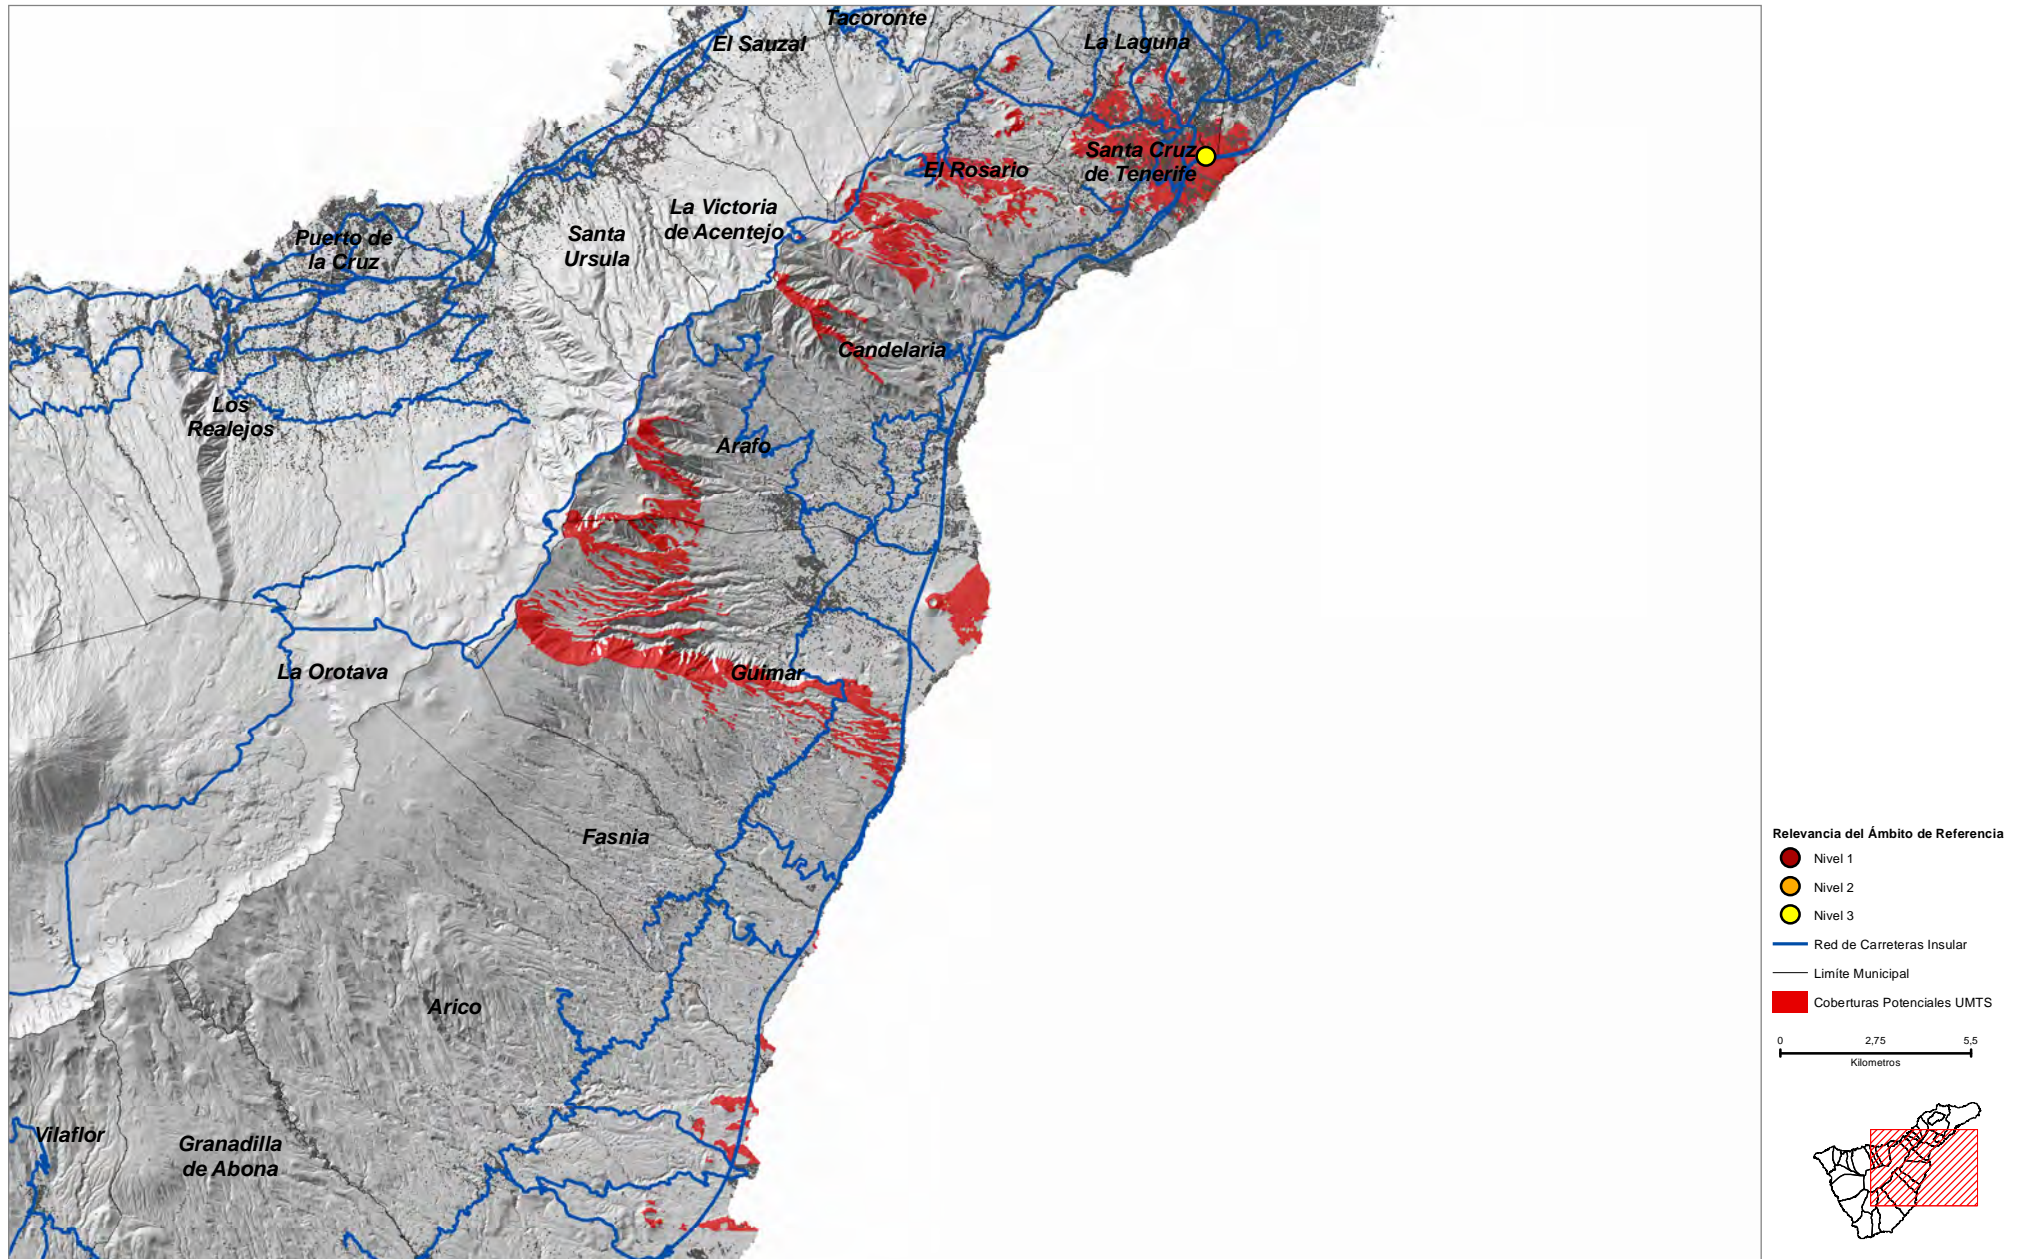 Tacoronte
El Sauzal
La Laguna
Santa Cruz
de Tenerife
El Rosario
La Victoria
de Acentejo
Santa
Ursula
Puerto de
la Cruz
Candelaria
Los
Realejos
Arafo
La Orotava
Guimar
Fasnia
Arico
Vilaflor
Granadilla
de Abona
Relevancia del Ámbito de Referencia
Nivel 1
Nivel 2
Nivel 3
Red de Carreteras Insular
Limíte Municipal
Coberturas Potenciales UMTS
0 2,75 5,5
Kilometros